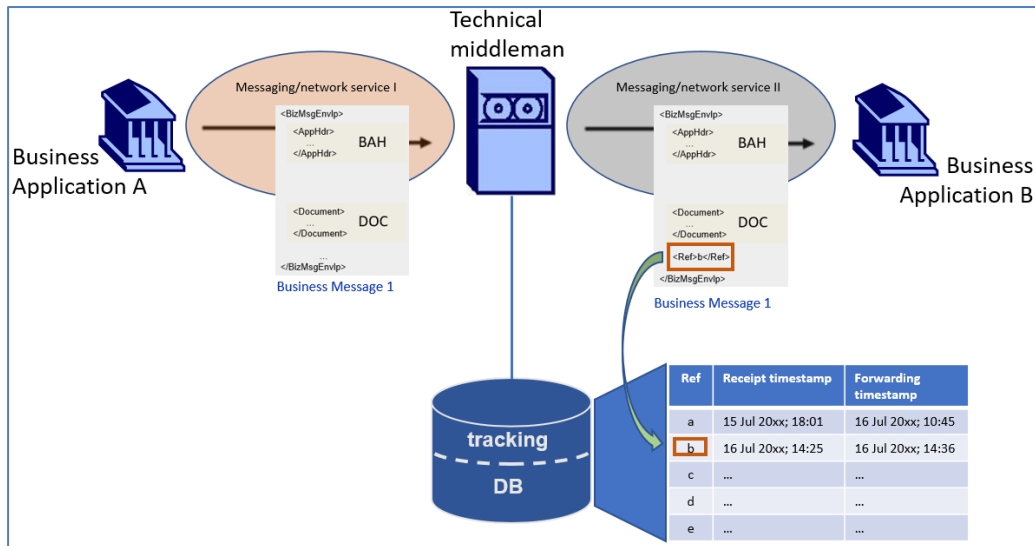 Technical
middleman
Messaging/network service I
<BizMsgEnvlp>
<AppHdr>
...
</AppHdr>
BAH
<Document>
...
</Document>
DOC
...
</BizMsgEnvlp>
Business Message 1
Business
Application A
Messaging/network service II
<BizMsgEnvlp>
<AppHdr>
...
</AppHdr>
BAH
<Document>
...
</Document>
DOC
<Ref>b</Ref>
</BizMsgEnvlp>
Business Message 1
Business
Application B
tracking
DB
Ref Receipt timestamp Forwarding
timestamp
a 15 Jul 20xx; 18:01 16 Jul 20xx; 10:45
b 16 Jul 20xx; 14:25 16 Jul 20xx; 14:36
c ... ...
d ... ...
e ... ...